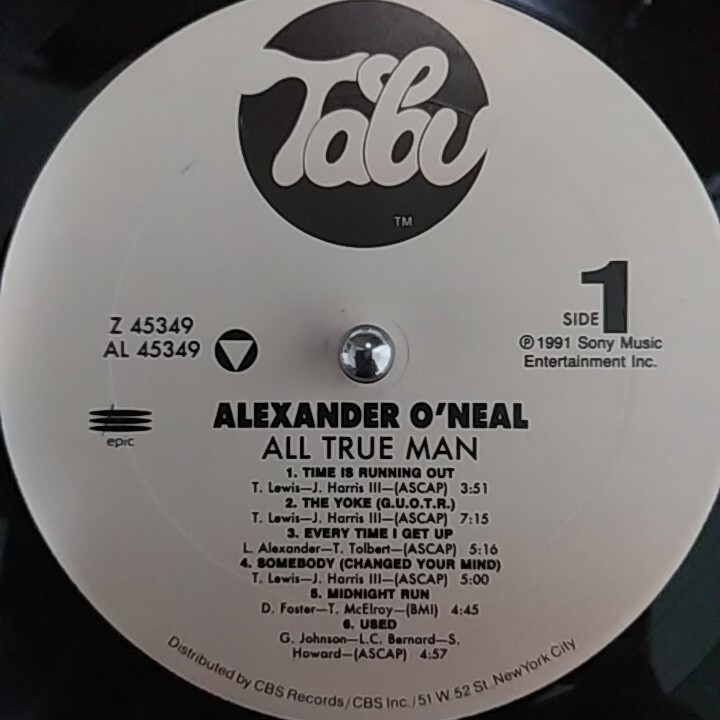 Tabu
TM
Z 45349
AL 45349
SIDE 1
℗ 1991 Sony Music
Entertainment Inc.
epic
ALEXANDER O'NEAL
ALL TRUE MAN
1. TIME IS RUNNING OUT
T. Lewis—J. Harris III—(ASCAP) 3:51
2. THE YOKE (G.U.O.T.R.)
T. Lewis—J. Harris III—(ASCAP) 7:15
3. EVERY TIME I GET UP
L. Alexander—T. Tolbert—(ASCAP) 5:16
4. SOMEBODY (CHANGED YOUR MIND)
T. Lewis—J. Harris III—(ASCAP) 5:00
5. MIDNIGHT RUN
D. Foster—T. McElroy—(BMI) 4:45
6. USED
G. Johnson—L.C. Bernard—S.
Howard—(ASCAP) 4:57
Distributed by CBS Records/CBS Inc./51 W. 52 St., New York City